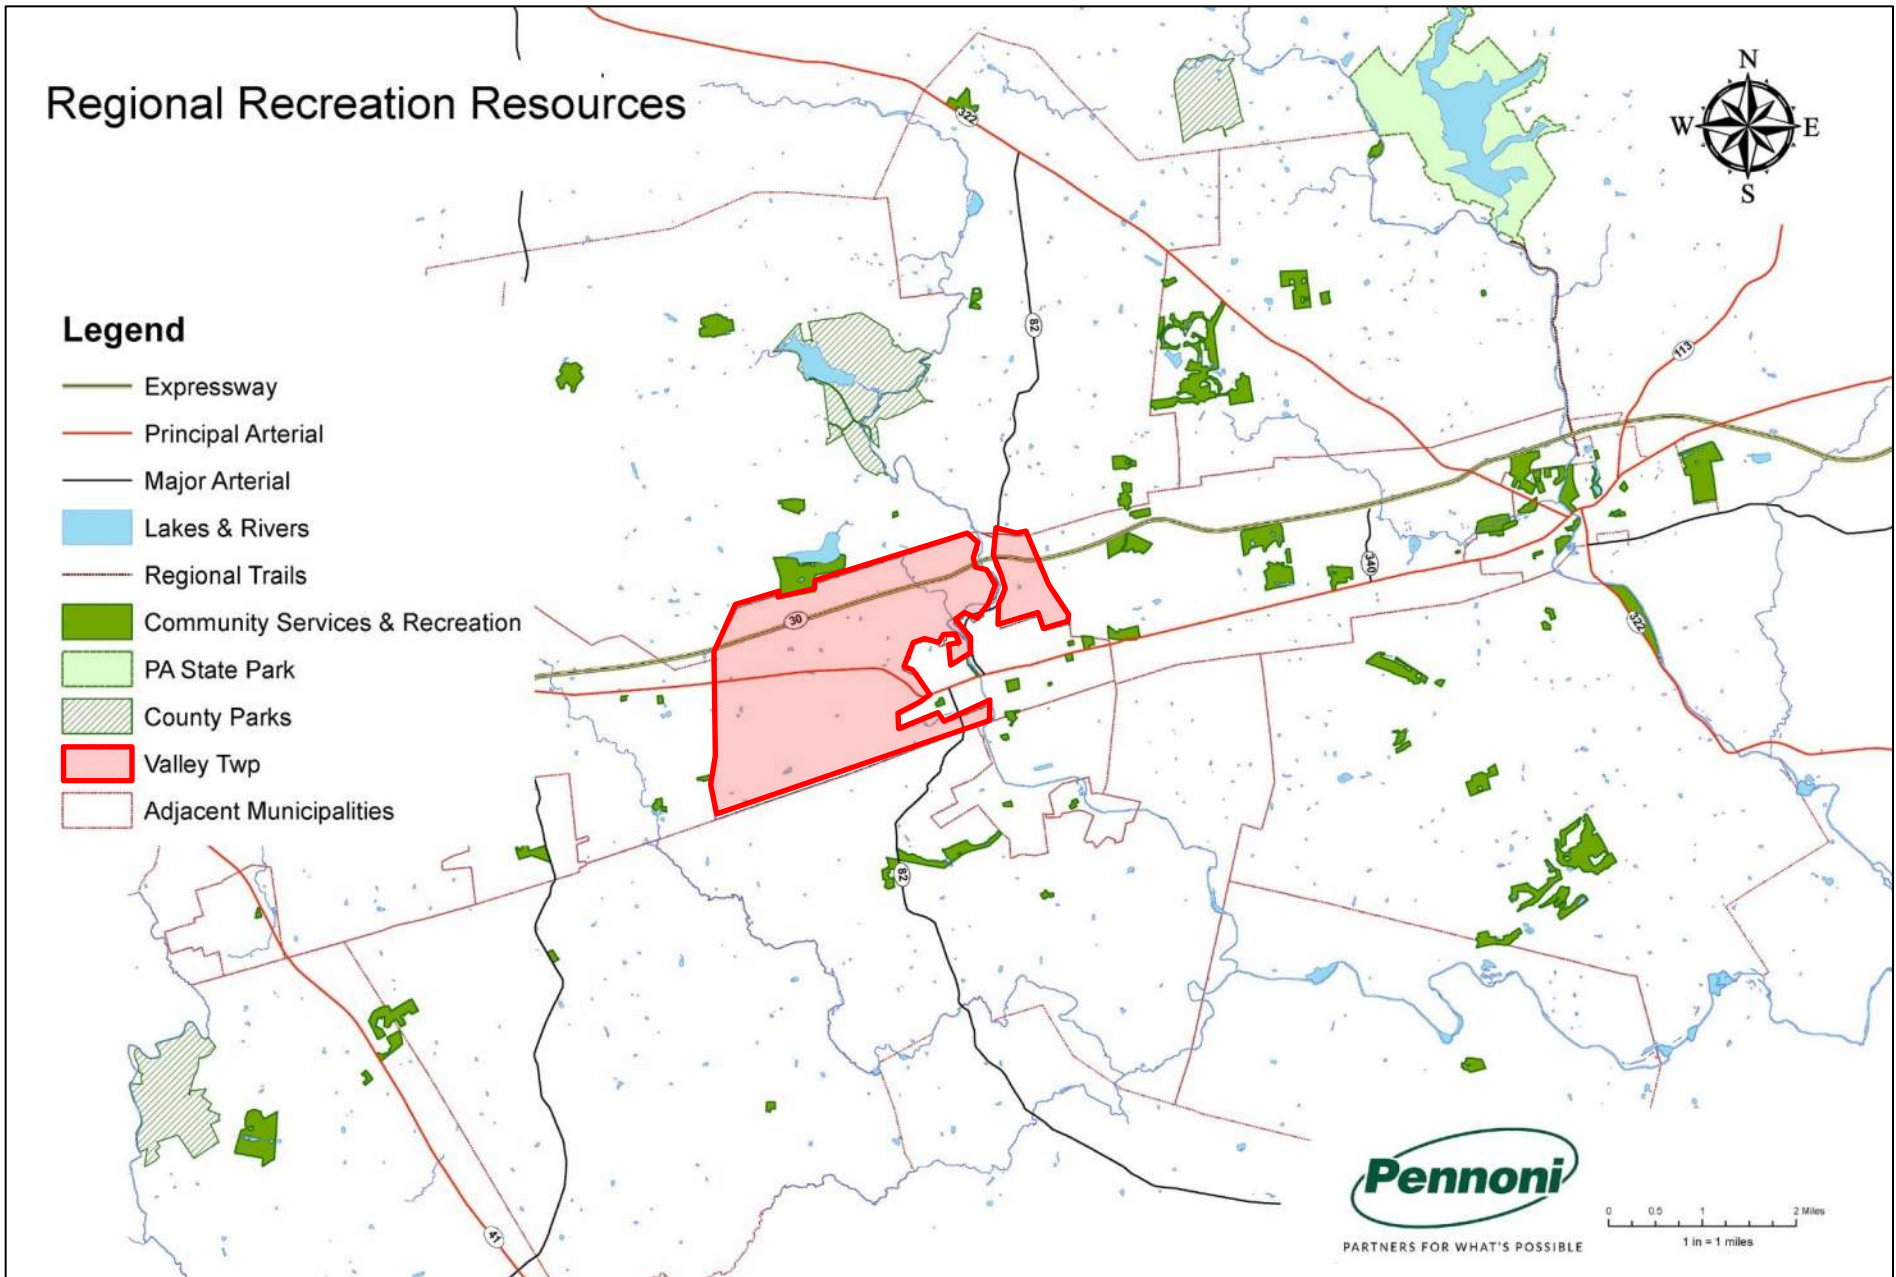 Regional Recreation Resources
N
W E
S
Legend
Expressway
Principal Arterial
Major Arterial
Lakes & Rivers
Regional Trails
Community Services & Recreation
PA State Park
County Parks
Valley Twp
Adjacent Municipalities
322
82
113
30
340
322
82
41
Pennoni
PARTNERS FOR WHAT'S POSSIBLE
0 0.5 1 2 Miles
1 in = 1 miles